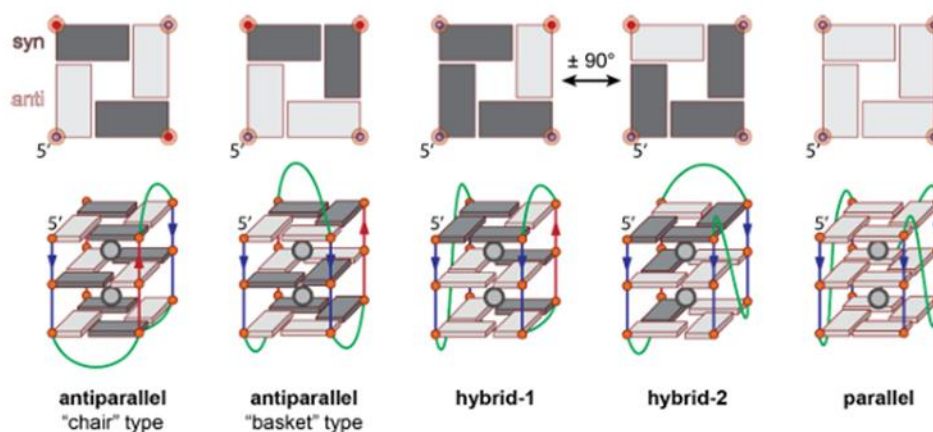 syn
anti
± 90°
5’
5’
5’
5’
5’
5’
5’
5’
5’
5’
antiparallel
“chair” type
antiparallel
“basket” type
hybrid-1
hybrid-2
parallel